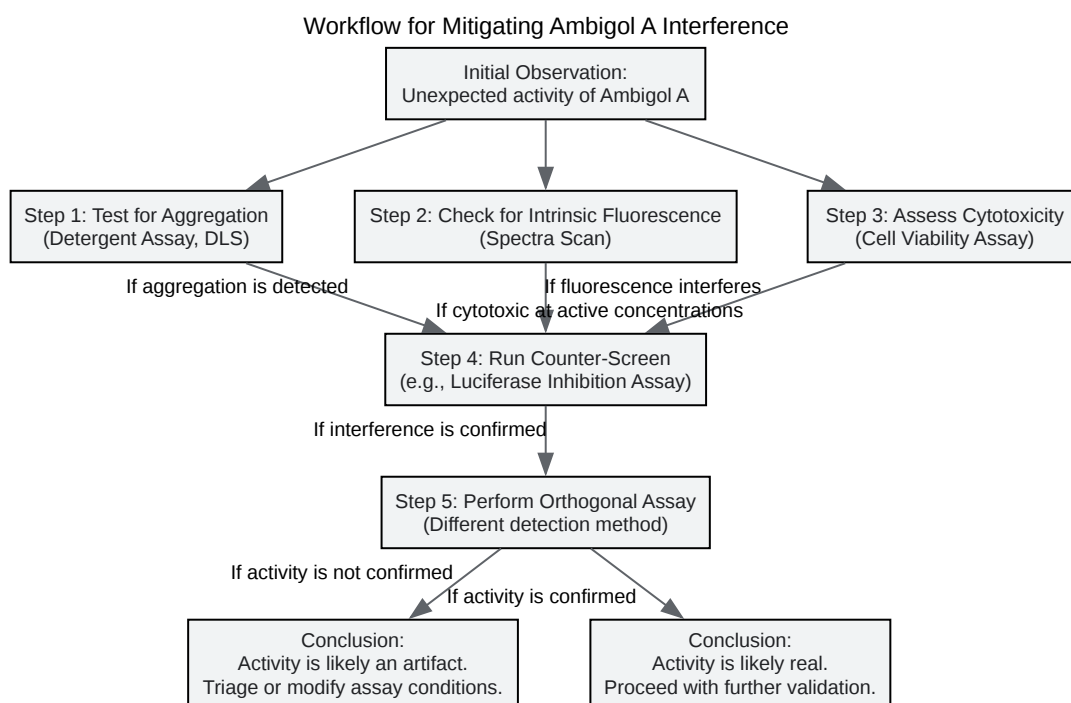 Workflow for Mitigating Ambigol A Interference
Initial Observation:
Unexpected activity of Ambigol A
Step 1: Test for Aggregation
(Detergent Assay, DLS)
Step 2: Check for Intrinsic Fluorescence
(Spectra Scan)
Step 3: Assess Cytotoxicity
(Cell Viability Assay)
If aggregation is detected
If fluorescence interferes
If cytotoxic at active concentrations
Step 4: Run Counter-Screen
(e.g., Luciferase Inhibition Assay)
If interference is confirmed
Step 5: Perform Orthogonal Assay
(Different detection method)
If activity is not confirmed
If activity is confirmed
Conclusion:
Activity is likely an artifact.
Triage or modify assay conditions.
Conclusion:
Activity is likely real.
Proceed with further validation.